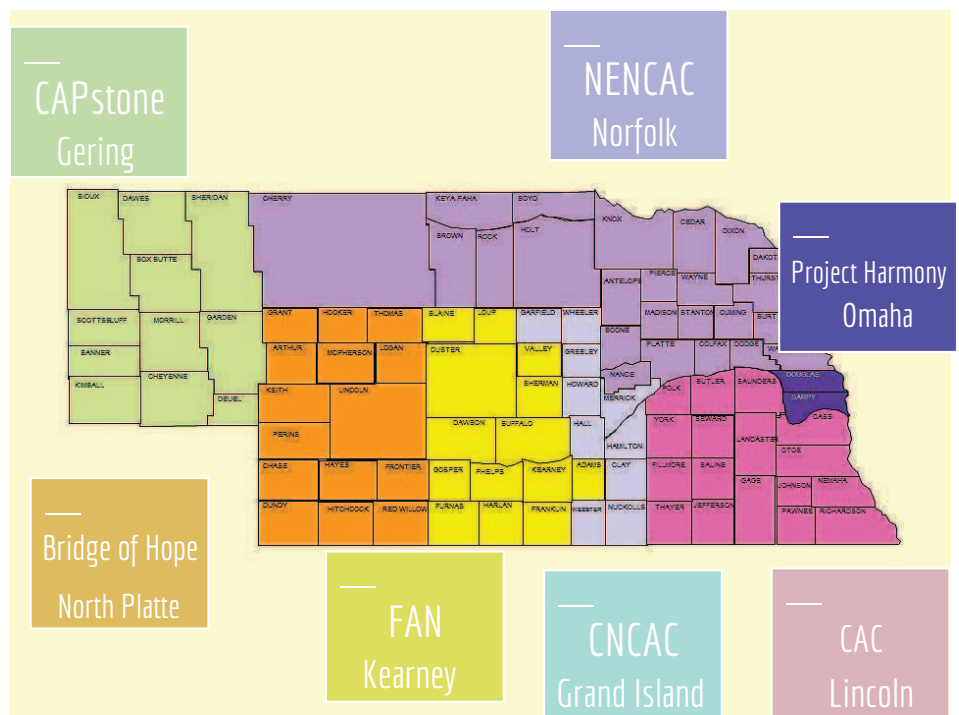 CAPstone
Gering
NENCAC
Norfolk
SIOUX
DAWES
SHERIDAN
CHERRY
KEYA PAHA
BOYD
KNOX
CEDAR
DIXON
DAKOT
Project Harmony
Omaha
BROWN
ROCK
HOLT
BOX BUTTE
ANTELOPE
PIERCE
WAYNE
THURST
SCOTTSBLUFF
MORRILL
GARDEN
GRANT
HOOKER
THOMAS
BLAINE
LOUP
GARFIELD
WHEELER
BOONE
MADISON
STANTON
CUMING
BURT
BANNER
ARTHUR
MCPHERSON
LOGAN
CUSTER
VALLEY
GREELEY
PLATTE
COLFAX
DODGE
WA
KIMBALL
CHEYENNE
DEUEL
KEITH
LINCOLN
SHERMAN
HOWARD
NANCE
MERRICK
POLK
BUTLER
SAUNDERS
DOUGLAS
SARPY
PERINS
DAWSON
BUFFALO
HALL
HAMILTON
YORK
SEWARD
LANCASTER
CASS
OTOE
CHASE
HAYES
FRONTIER
GOSPER
PHELPS
KEARNEY
ADAMS
CLAY
FILLMORE
SALINE
GAGE
JOHNSON
NEMAHA
DUNDY
HITCHCOCK
RED WILLOW
FURNAS
HARLAN
FRANKLIN
WEBSTER
NUCKOLLS
THAYER
JEFFERSON
PAWNEE
RICHARDSON
Bridge of Hope
North Platte
FAN
Kearney
CNCAC
Grand Island
CAC
Lincoln